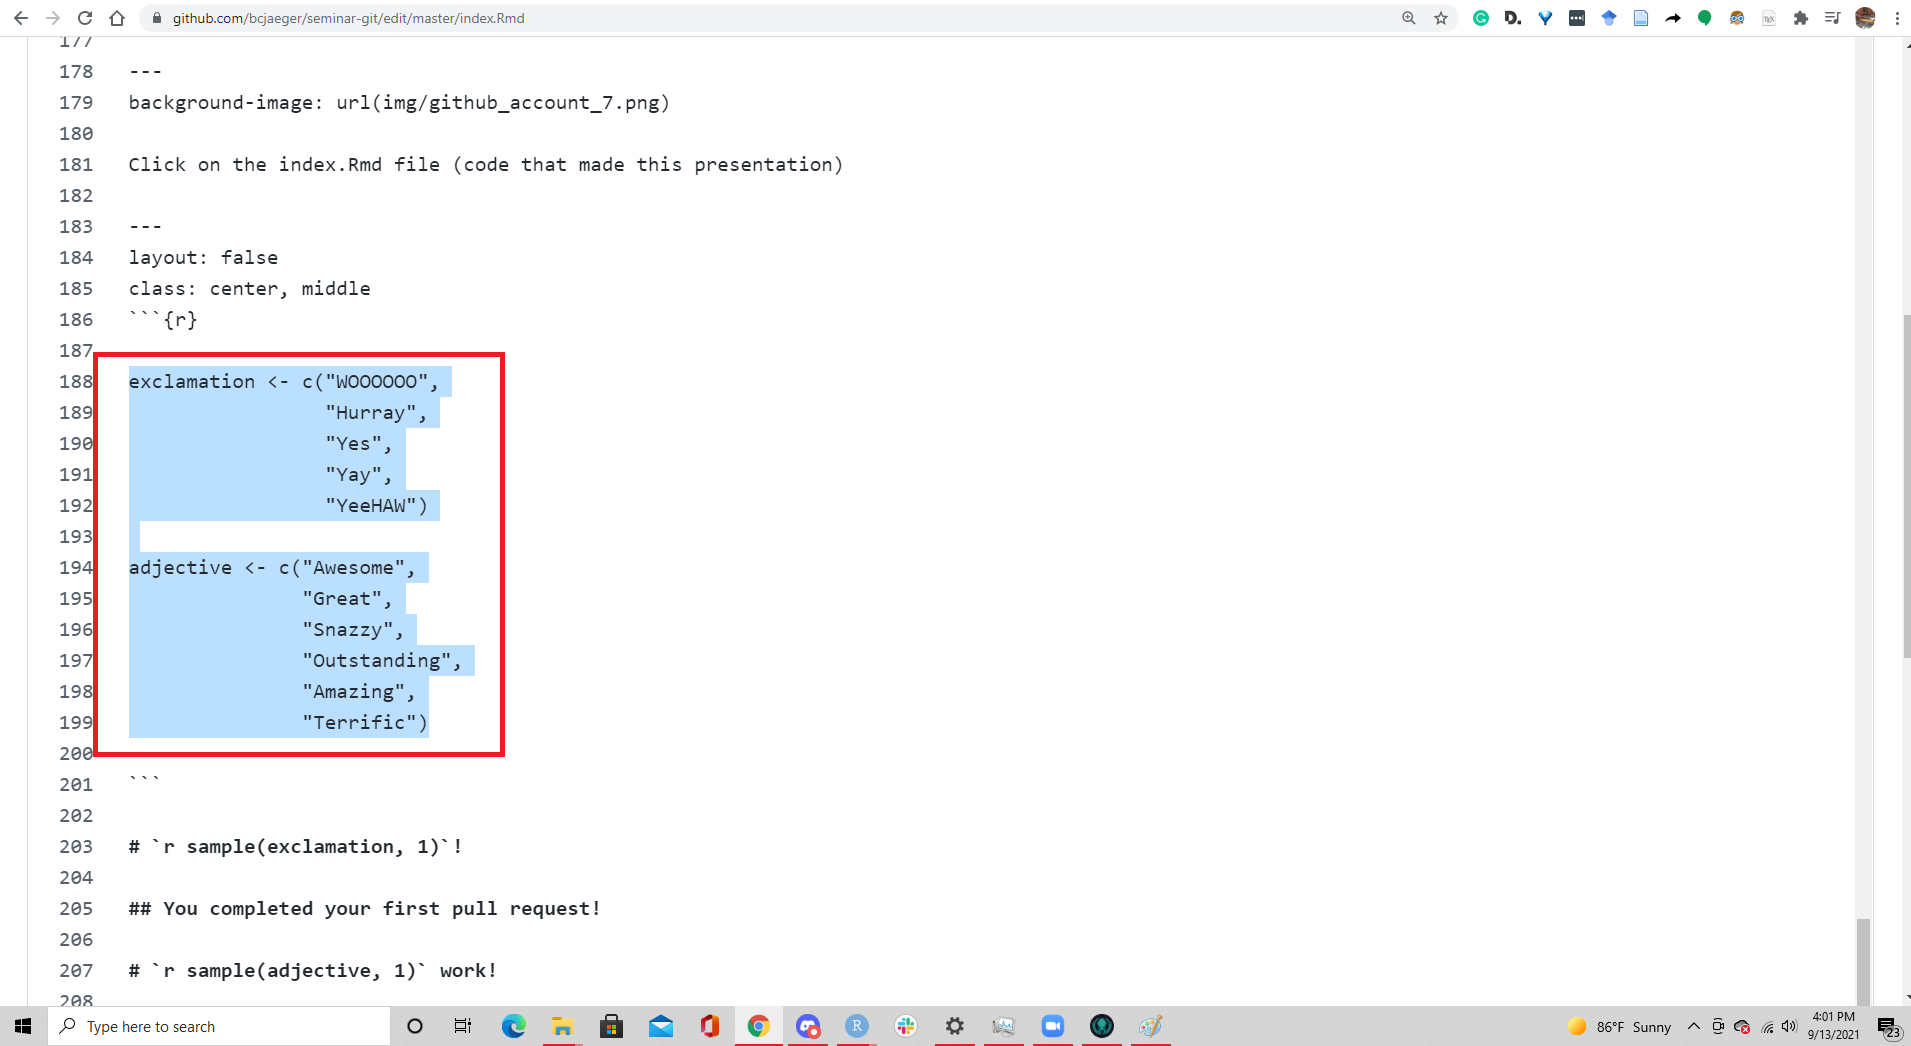 github.com/bcjaeger/seminar-git/edit/master/index.Rmd
177
178 ---
179 background-image: url(img/github_account_7.png)
180
181 Click on the index.Rmd file (code that made this presentation)
182
183 ---
184 layout: false
185 class: center, middle
186 ```{r}
187
188 exclamation <- c("WOOOOOO",
189 "Hurray",
190 "Yes",
191 "Yay",
192 "YeeHAW")
193
194 adjective <- c("Awesome",
195 "Great",
196 "Snazzy",
197 "Outstanding",
198 "Amazing",
199 "Terrific")
200
201 ```
202
203 # `r sample(exclamation, 1)`!
204
205 ## You completed your first pull request!
206
207 # `r sample(adjective, 1)` work!
208
Type here to search
86°F Sunny
4:01 PM
9/13/2021
23